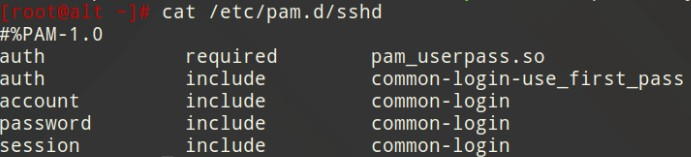 [root@alt ~]# cat /etc/pam.d/sshd
#%PAM-1.0
auth required pam_userpass.so
auth include common-login-use_first_pass
account include common-login
password include common-login
session include common-login